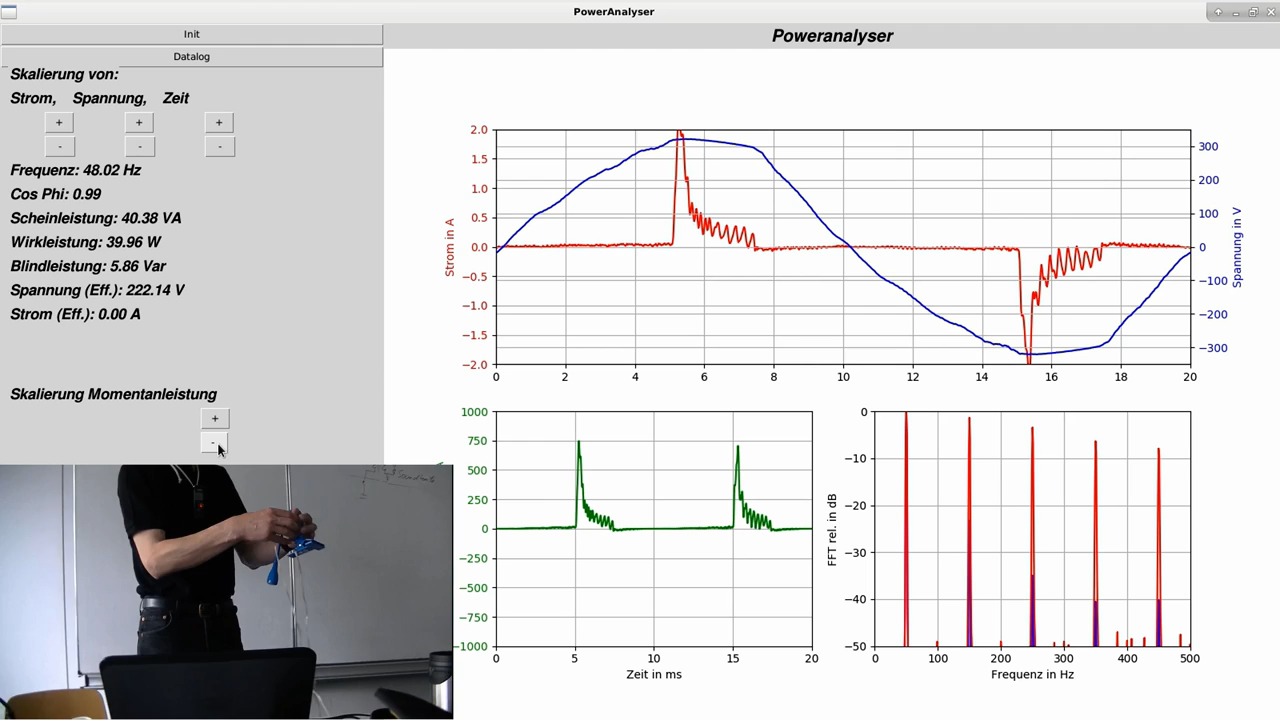 PowerAnalyser
Init
Poweranalyser
Datalog
Skalierung von:
Strom, Spannung, Zeit
+ + +
- - -
Frequenz: 48.02 Hz
Cos Phi: 0.99
Scheinleistung: 40.38 VA
Wirkleistung: 39.96 W
Blindleistung: 5.86 Var
Spannung (Eff.): 222.14 V
Strom (Eff.): 0.00 A
Skalierung Momentanleistung
+
-
2.0
1.5
1.0
0.5
0.0
−0.5
−1.0
−1.5
−2.0
Strom in A
300
200
100
0
−100
−200
−300
Spannung in V
0 2 4 6 8 10 12 14 16 18 20
1000
750
500
250
0
−250
−500
−750
−1000
0 5 10 15 20
Zeit in ms
0
−10
−20
−30
−40
−50
FFT rel. in dB
0 100 200 300 400 500
Frequenz in Hz